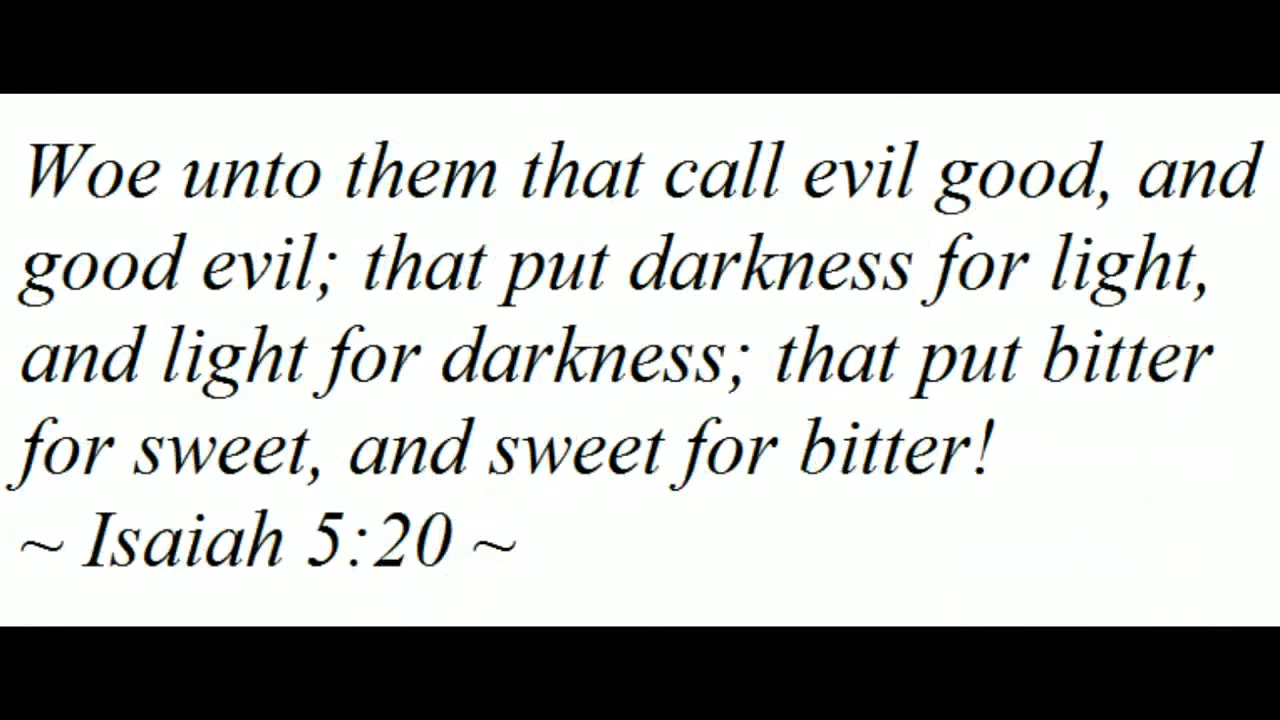 Woe unto them that call evil good, and
good evil; that put darkness for light,
and light for darkness; that put bitter
for sweet, and sweet for bitter!
~ Isaiah 5:20 ~